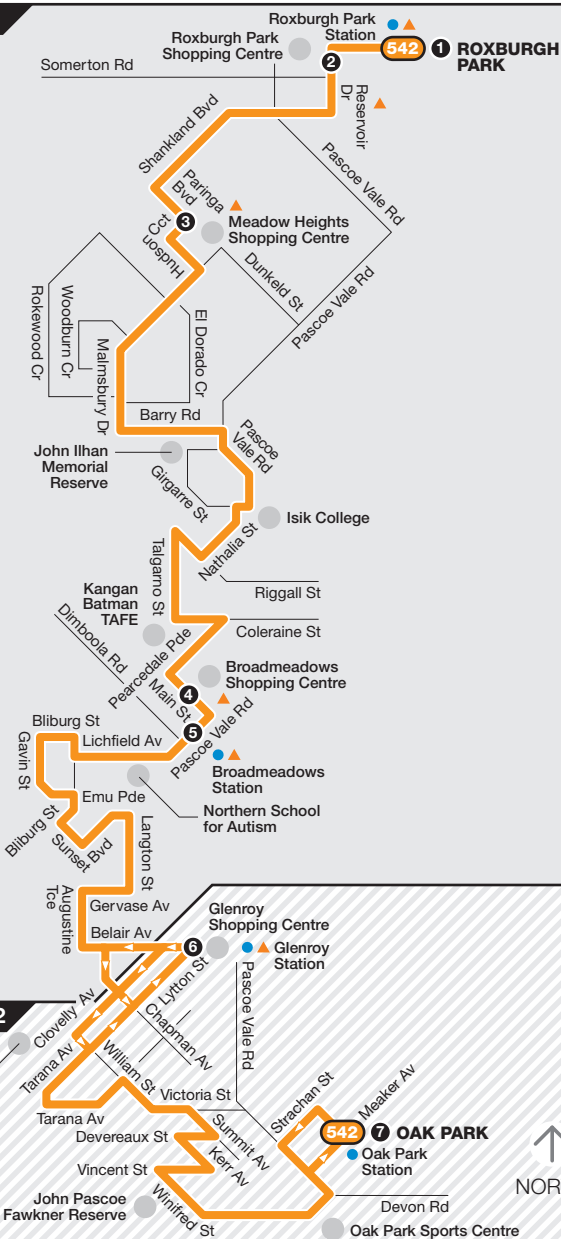 Roxburgh Park
Station
Roxburgh Park
Shopping Centre
542
1
ROXBURGH
PARK
Somerton Rd
2
Reservoir
Dr
Shankland Bvd
Pascoe Vale Rd
Paringa
Bvd
3
Meadow Heights
Shopping Centre
Hudson
Cct
Dunkeld St
Pascoe Vale Rd
Rokewood Cr
Woodburn Cr
Malmsbury Dr
El Dorado Cr
Barry Rd
Pascoe
Vale Rd
John Ilhan
Memorial
Reserve
Girgarre St
Isik College
Nathalia St
Talgarno St
Riggall St
Kangan
Batman
TAFE
Coleraine St
Dimboola Rd
Pearcedale Pde
Broadmeadows
Shopping Centre
Main St
4
5
Pascoe Vale Rd
Bliburg St
Lichfield Av
Gavin St
Broadmeadows
Station
Emu Pde
Northern School
for Autism
Bliburg St
Sunset Bvd
Langton St
Augustine
Tce
Gervase Av
Belair Av
Glenroy
Shopping Centre
6
Glenroy
Station
Lytton St
Pascoe Vale Rd
2
Clovelly Av
Chapman Av
Tarana Av
William St
Victoria St
Tarana Av
Devereaux St
Summit Av
Strachan St
Meaker Av
542
7
OAK PARK
Oak Park
Station
Kerr Av
Vincent St
John Pascoe
Fawkner Reserve
Winifred
St
Devon Rd
Oak Park Sports Centre
NOR